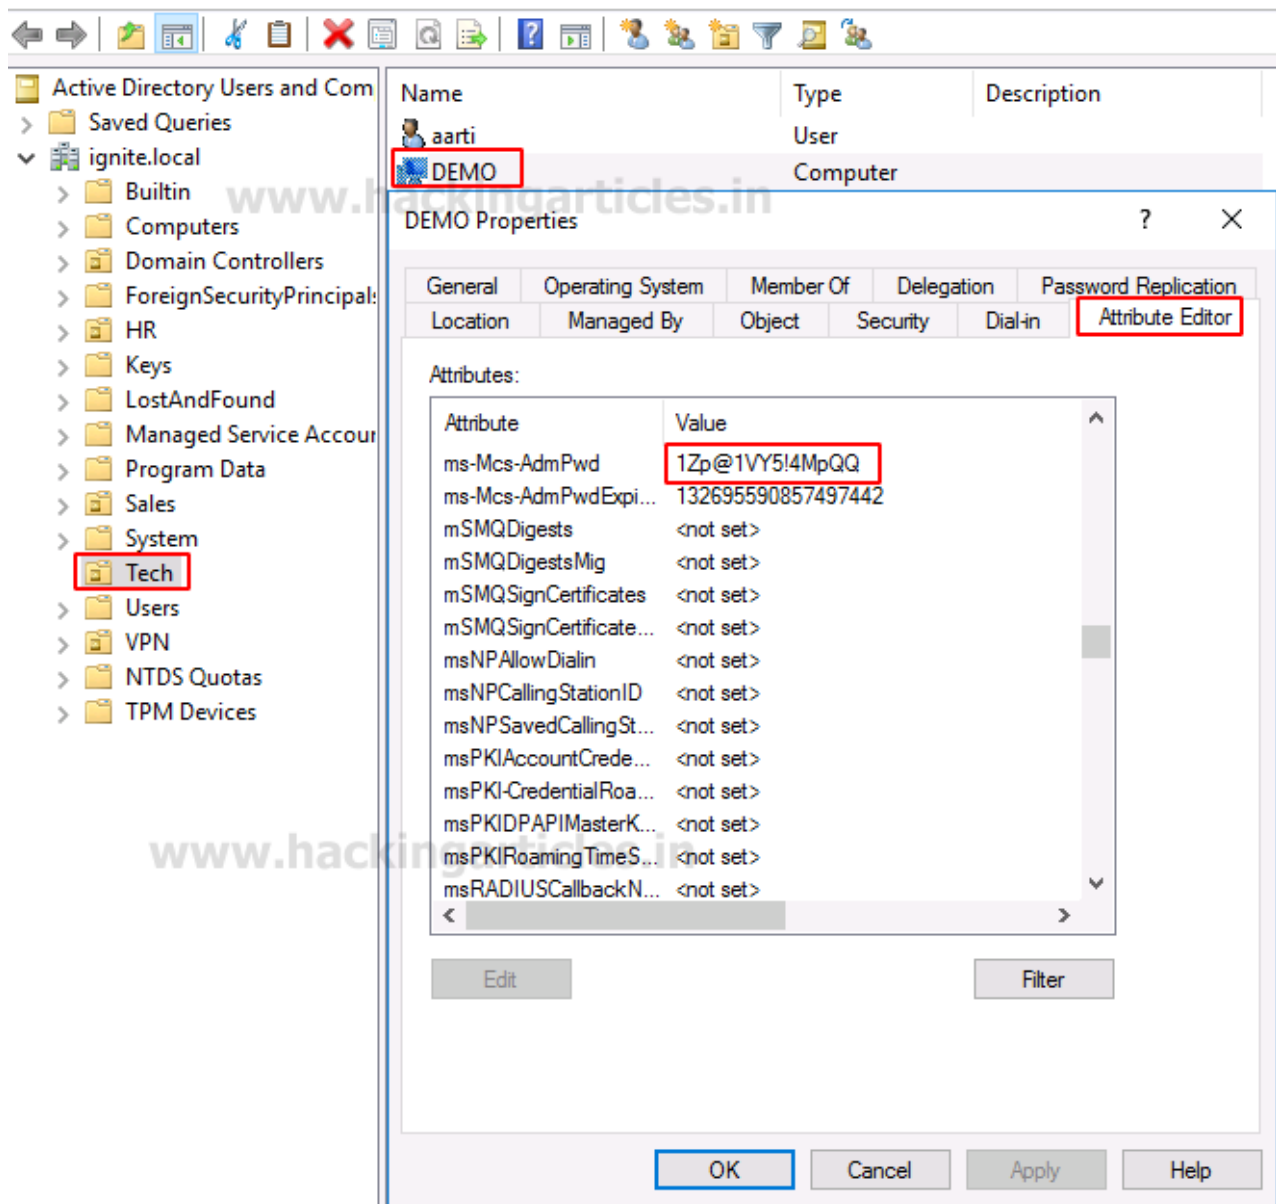 Active Directory Users and Com
Saved Queries
ignite.local
Builtin
Computers
Domain Controllers
ForeignSecurityPrincipals
HR
Keys
LostAndFound
Managed Service Accour
Program Data
Sales
System
Tech
Users
VPN
NTDS Quotas
TPM Devices
Name Type Description
aarti User
DEMO Computer
www.hackingarticles.in
DEMO Properties ? X
General Operating System Member Of Delegation Password Replication
Location Managed By Object Security Dial-in Attribute Editor
Attributes:
Attribute Value
ms-Mcs-AdmPwd 1Zp@1VY5!4MpQQ
ms-Mcs-AdmPwdExpi... 132695590857497442
mSMQDigests <not set>
mSMQDigestsMig <not set>
mSMQSignCertificates <not set>
mSMQSignCertificate... <not set>
msNPAllowDialin <not set>
msNPCallingStationID <not set>
msNPSavedCallingSt... <not set>
msPKIAccountCrede... <not set>
msPKI-CredentialRoa... <not set>
msPKIDPAPIMasterK... <not set>
msPKIRoamingTimeS... <not set>
msRADIUSCallbackN... <not set>
www.hackingarticles.in
Edit Filter
OK Cancel Apply Help